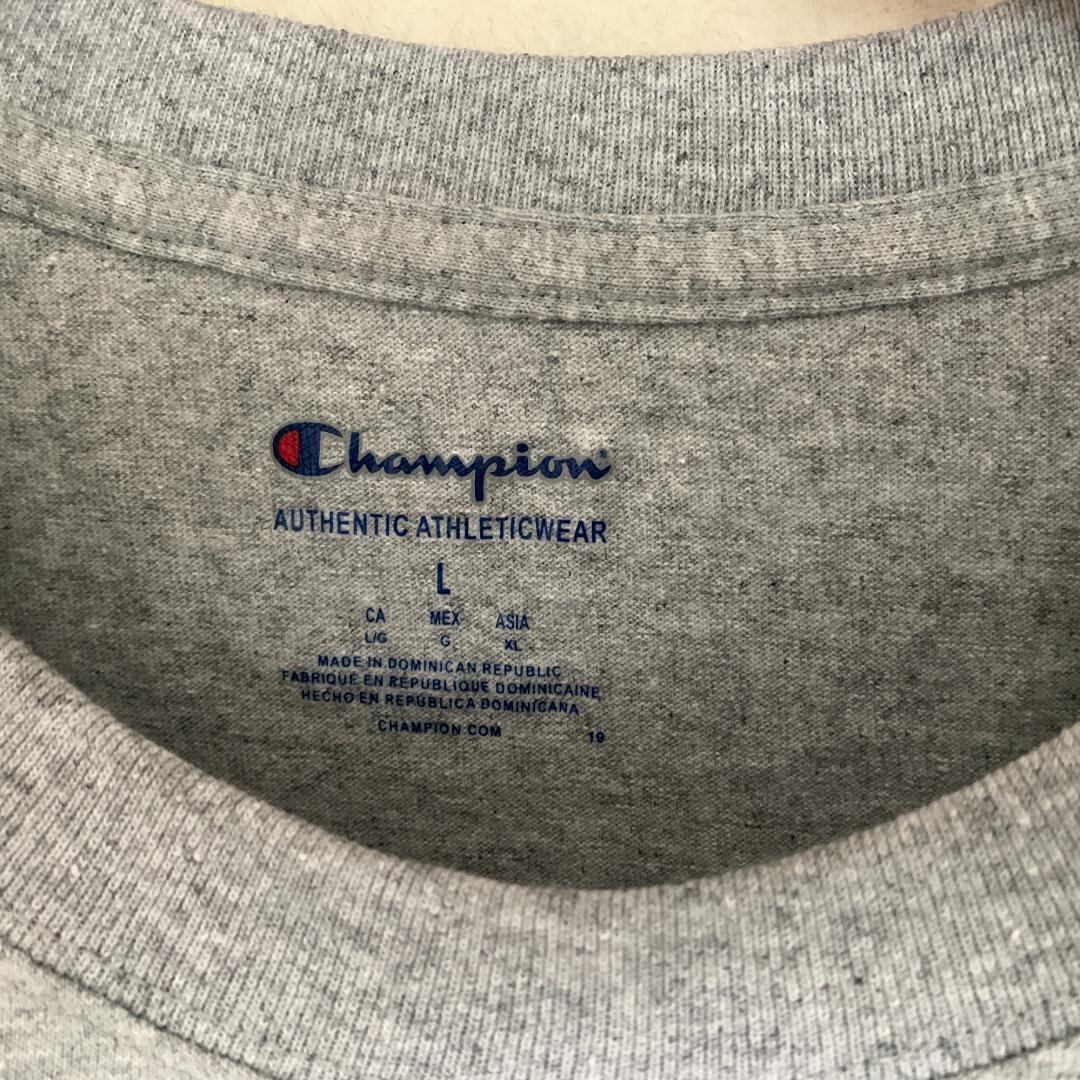 Champion®
AUTHENTIC ATHLETICWEAR
L
CA MEX ASIA
L/G G XL
MADE IN DOMINICAN REPUBLIC
FABRIQUÉ EN RÉPUBLIQUE DOMINICAINE
HECHO EN REPÚBLICA DOMINICANA
CHAMPION.COM 19